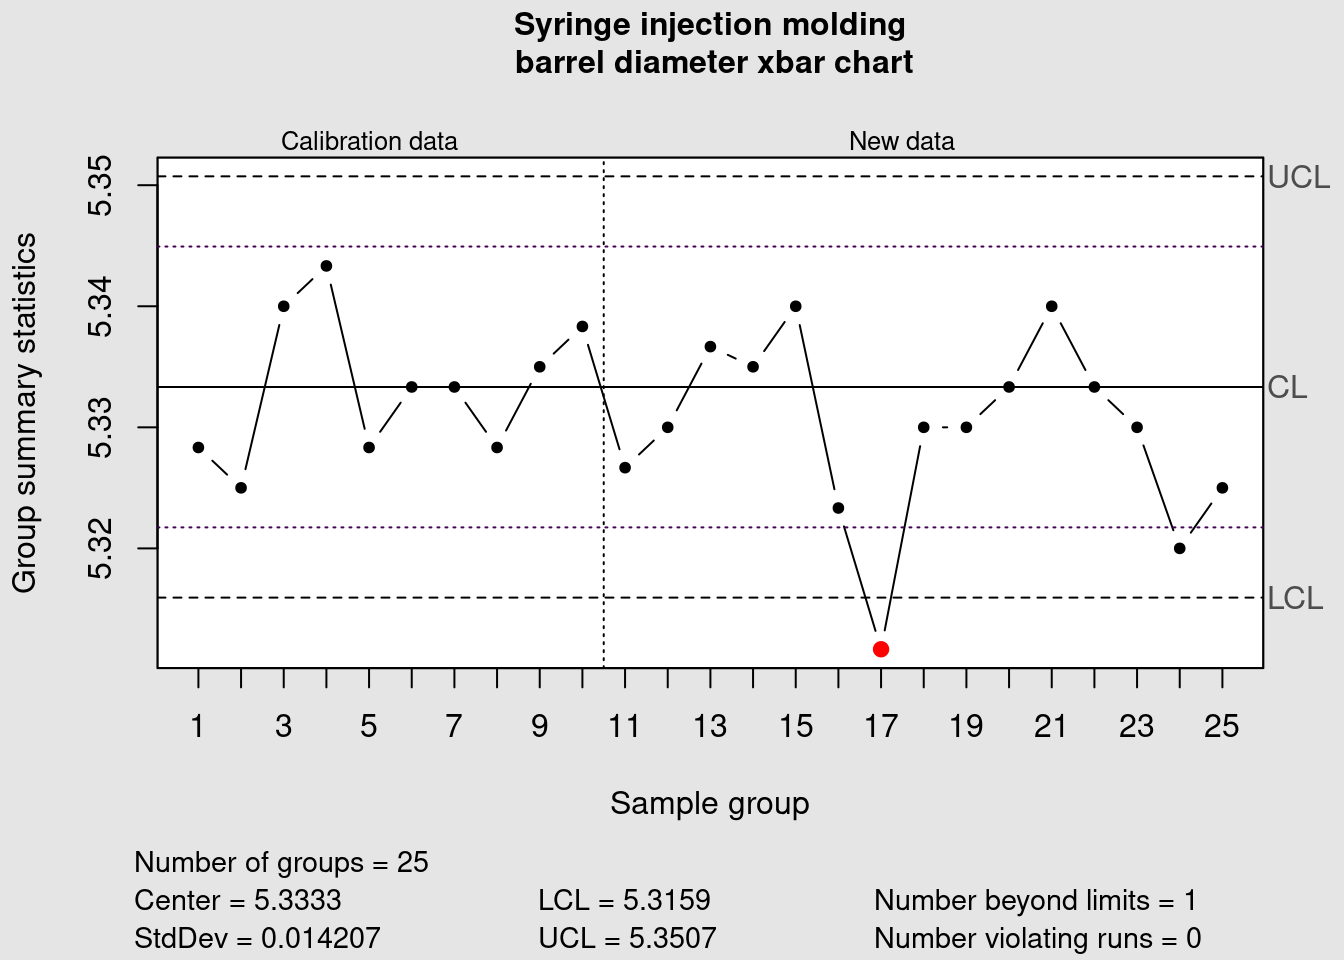 Syringe injection molding
barrel diameter xbar chart
Calibration data New data
Group summary statistics
5.35
5.34
5.33
5.32
UCL
CL
LCL
1 3 5 7 9 11 13 15 17 19 21 23 25
Sample group
Number of groups = 25
Center = 5.3333 LCL = 5.3159 Number beyond limits = 1
StdDev = 0.014207 UCL = 5.3507 Number violating runs = 0